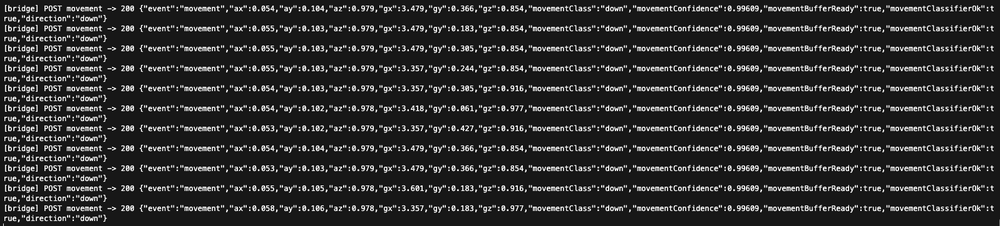 [bridge] POST movement -> 200 {"event":"movement","ax":0.054,"ay":0.104,"az":0.979,"gx":3.479,"gy":0.366,"gz":0.854,"movementClass":"down","movementConfidence":0.99609,"movementBufferReady":true,"movementClassifierOk":t
rue,"direction":"down"}
[bridge] POST movement -> 200 {"event":"movement","ax":0.055,"ay":0.103,"az":0.979,"gx":3.479,"gy":0.183,"gz":0.854,"movementClass":"down","movementConfidence":0.99609,"movementBufferReady":true,"movementClassifierOk":t
rue,"direction":"down"}
[bridge] POST movement -> 200 {"event":"movement","ax":0.055,"ay":0.103,"az":0.979,"gx":3.479,"gy":0.305,"gz":0.854,"movementClass":"down","movementConfidence":0.99609,"movementBufferReady":true,"movementClassifierOk":t
rue,"direction":"down"}
[bridge] POST movement -> 200 {"event":"movement","ax":0.055,"ay":0.103,"az":0.979,"gx":3.357,"gy":0.244,"gz":0.854,"movementClass":"down","movementConfidence":0.99609,"movementBufferReady":true,"movementClassifierOk":t
rue,"direction":"down"}
[bridge] POST movement -> 200 {"event":"movement","ax":0.054,"ay":0.103,"az":0.979,"gx":3.357,"gy":0.305,"gz":0.916,"movementClass":"down","movementConfidence":0.99609,"movementBufferReady":true,"movementClassifierOk":t
rue,"direction":"down"}
[bridge] POST movement -> 200 {"event":"movement","ax":0.054,"ay":0.102,"az":0.978,"gx":3.418,"gy":0.061,"gz":0.977,"movementClass":"down","movementConfidence":0.99609,"movementBufferReady":true,"movementClassifierOk":t
rue,"direction":"down"}
[bridge] POST movement -> 200 {"event":"movement","ax":0.053,"ay":0.102,"az":0.979,"gx":3.357,"gy":0.427,"gz":0.916,"movementClass":"down","movementConfidence":0.99609,"movementBufferReady":true,"movementClassifierOk":t
rue,"direction":"down"}
[bridge] POST movement -> 200 {"event":"movement","ax":0.054,"ay":0.104,"az":0.979,"gx":3.479,"gy":0.366,"gz":0.854,"movementClass":"down","movementConfidence":0.99609,"movementBufferReady":true,"movementClassifierOk":t
rue,"direction":"down"}
[bridge] POST movement -> 200 {"event":"movement","ax":0.053,"ay":0.103,"az":0.979,"gx":3.479,"gy":0.366,"gz":0.854,"movementClass":"down","movementConfidence":0.99609,"movementBufferReady":true,"movementClassifierOk":t
rue,"direction":"down"}
[bridge] POST movement -> 200 {"event":"movement","ax":0.055,"ay":0.105,"az":0.978,"gx":3.601,"gy":0.183,"gz":0.916,"movementClass":"down","movementConfidence":0.99609,"movementBufferReady":true,"movementClassifierOk":t
rue,"direction":"down"}
[bridge] POST movement -> 200 {"event":"movement","ax":0.058,"ay":0.106,"az":0.978,"gx":3.357,"gy":0.183,"gz":0.977,"movementClass":"down","movementConfidence":0.99609,"movementBufferReady":true,"movementClassifierOk":t
rue,"direction":"down"}